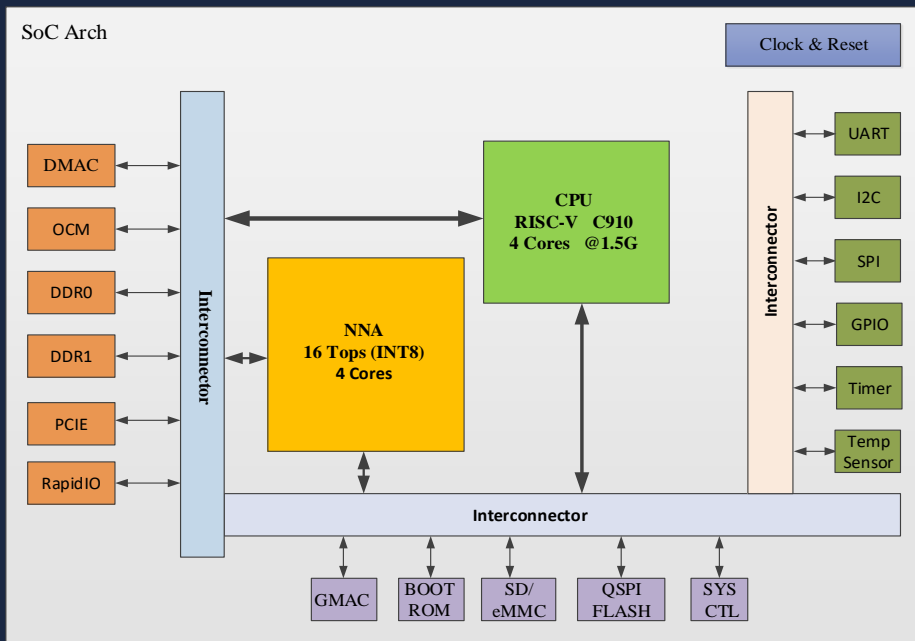 SoC Arch
Clock & Reset
DMAC
OCM
DDR0
DDR1
PCIE
RapidIO
Interconnector
CPU
RISC-V C910
4 Cores @1.5G
NNA
16 Tops (INT8)
4 Cores
Interconnector
UART
I2C
SPI
GPIO
Timer
Temp
Sensor
Interconnector
GMAC
BOOT
ROM
SD/
eMMC
QSPI
FLASH
SYS
CTL